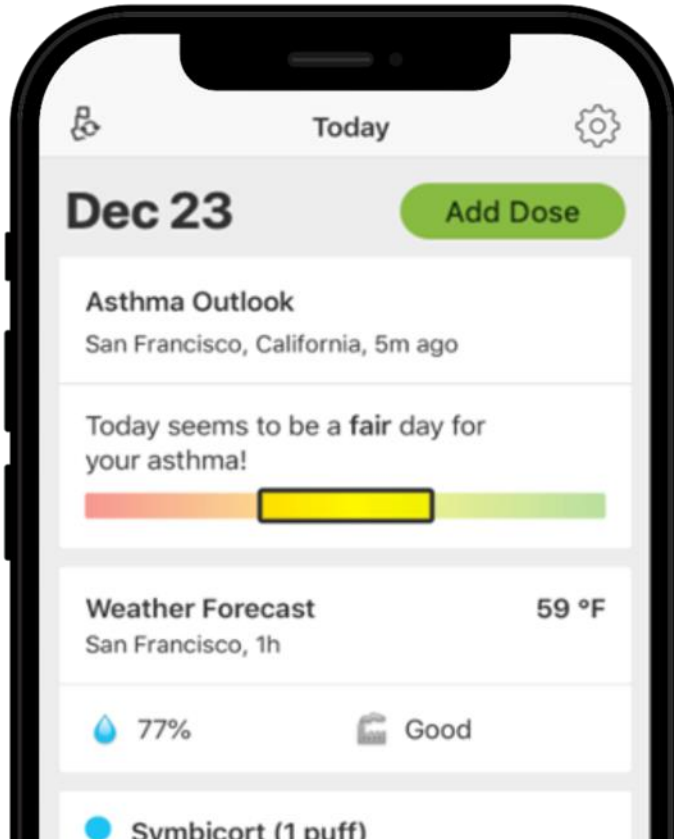 Today
Dec 23
Add Dose
Asthma Outlook
San Francisco, California, 5m ago
Today seems to be a fair day for
your asthma!
Weather Forecast
59 °F
San Francisco, 1h
77%
Good
Symbicort (1 puff)